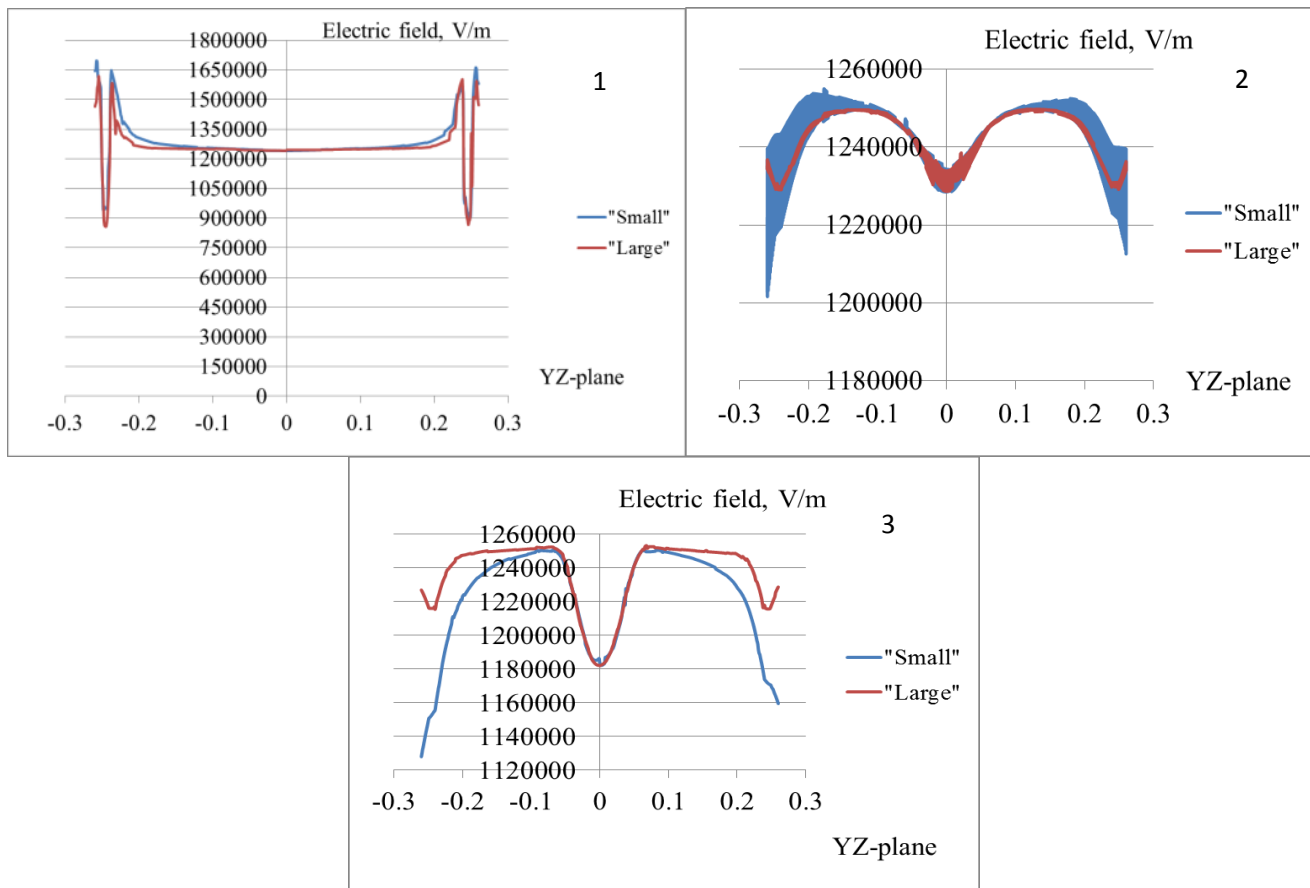 Electric field, V/m
1800000
1650000
1500000
1350000
1200000
1050000
900000
750000
600000
450000
300000
150000
0
-0.3 -0.2 -0.1 0 0.1 0.2 0.3
YZ-plane
1
"Small"
"Large"
Electric field, V/m
1260000
1240000
1220000
1200000
1180000
-0.3 -0.2 -0.1 0 0.1 0.2 0.3
YZ-plane
2
"Small"
"Large"
Electric field, V/m
1260000
1240000
1220000
1200000
1180000
1160000
1140000
1120000
-0.3 -0.2 -0.1 0 0.1 0.2 0.3
YZ-plane
3
"Small"
"Large"